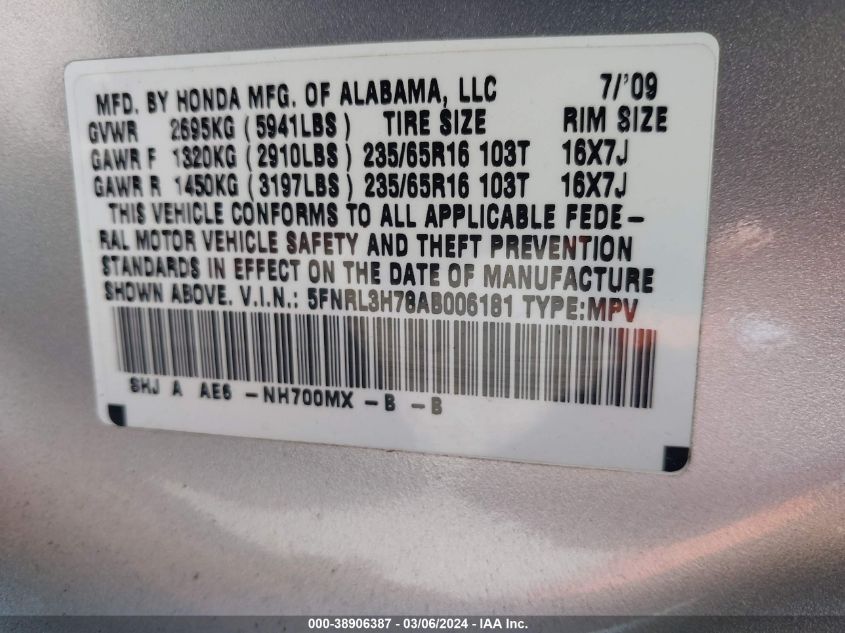 MFD. BY HONDA MFG. OF ALABAMA, LLC 7/'09
GVWR 2695KG (5941LBS) TIRE SIZE RIM SIZE
GAWR F 1320KG (2910LBS) 235/65R16 103T 16X7J
GAWR R 1450KG (3197LBS) 235/65R16 103T 16X7J
THIS VEHICLE CONFORMS TO ALL APPLICABLE FEDE-
RAL MOTOR VEHICLE SAFETY AND THEFT PREVENTION
STANDARDS IN EFFECT ON THE DATE OF MANUFACTURE
SHOWN ABOVE. V.I.N.: 5FNRL3H78AB006181 TYPE:MPV
SHJ A AE6 -NH700MX -B -B
000-38906387 - 03/06/2024 - IAA Inc.